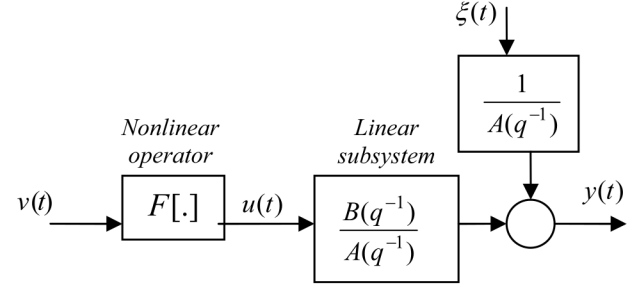 ξ(t)
1
A(q⁻¹)
Nonlinear
operator
Linear
subsystem
v(t)
F[.]
u(t)
B(q⁻¹)
A(q⁻¹)
y(t)